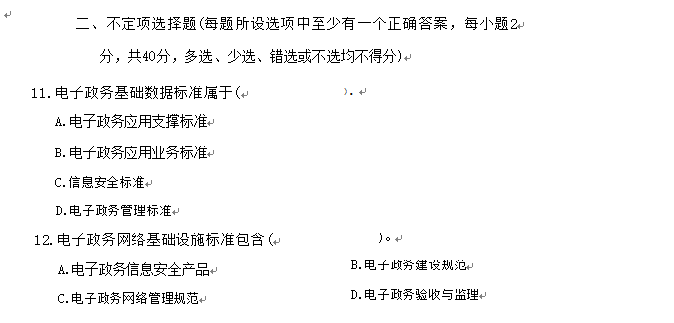 二、不定项选择题(每题所设选项中至少有一个正确答案，每小题2
分，共40分，多选、少选、错选或不选均不得分)
11.电子政务基础数据标准属于( ).
A.电子政务应用支撑标准
B.电子政务应用业务标准
C.信息安全标准
D.电子政务管理标准
12.电子政务网络基础设施标准包含( )。
A.电子政务信息安全产品 B.电子政务建设规范
C.电子政务网络管理规范 D.电子政务验收与监理